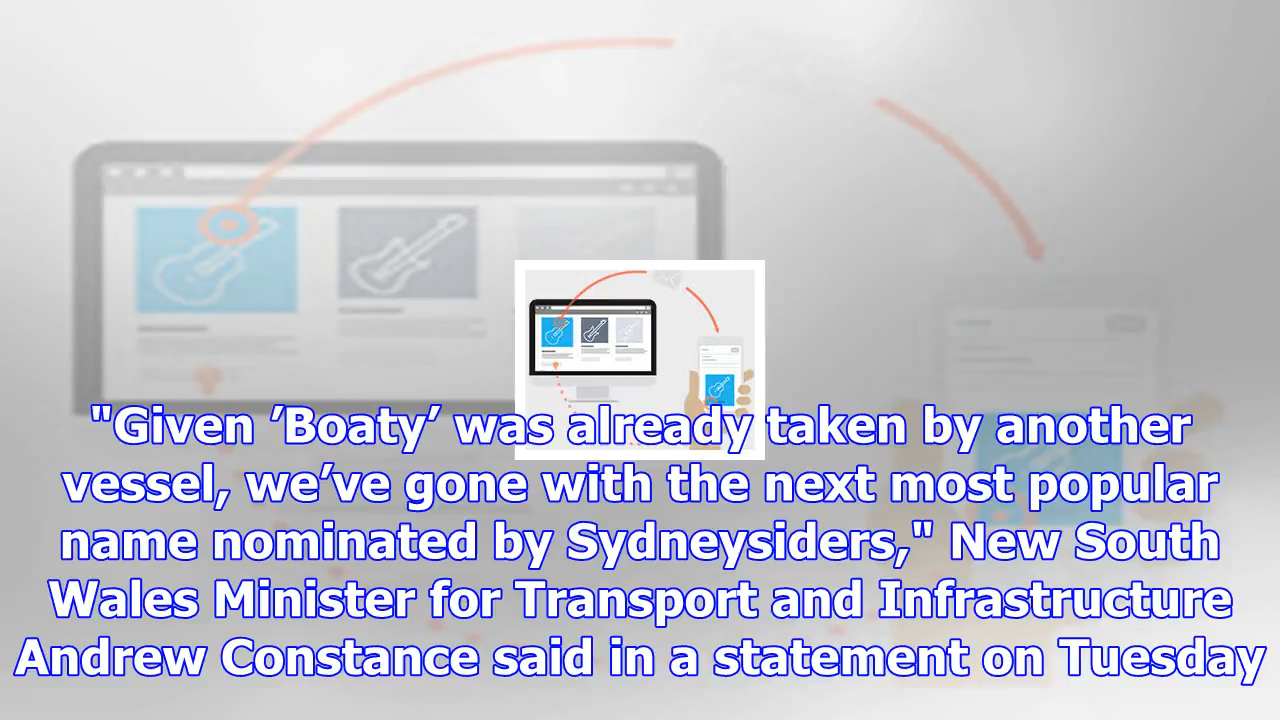 "Given ’Boaty’ was already taken by another
vessel, we’ve gone with the next most popular
name nominated by Sydneysiders," New South
Wales Minister for Transport and Infrastructure
Andrew Constance said in a statement on Tuesday